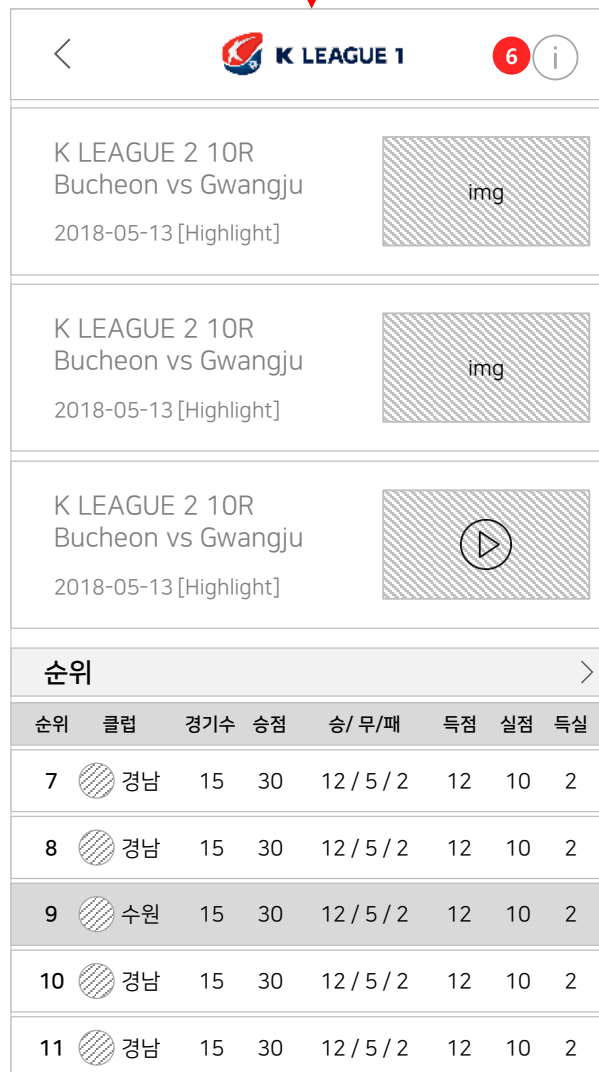 K LEAGUE 1
6
i
K LEAGUE 2 10R
Bucheon vs Gwangju
2018-05-13 [Highlight]
img
K LEAGUE 2 10R
Bucheon vs Gwangju
2018-05-13 [Highlight]
img
K LEAGUE 2 10R
Bucheon vs Gwangju
2018-05-13 [Highlight]
순위
순위 클럽 경기수 승점 승/ 무/패 득점 실점 득실
7 경남 15 30 12 / 5 / 2 12 10 2
8 경남 15 30 12 / 5 / 2 12 10 2
9 수원 15 30 12 / 5 / 2 12 10 2
10 경남 15 30 12 / 5 / 2 12 10 2
11 경남 15 30 12 / 5 / 2 12 10 2